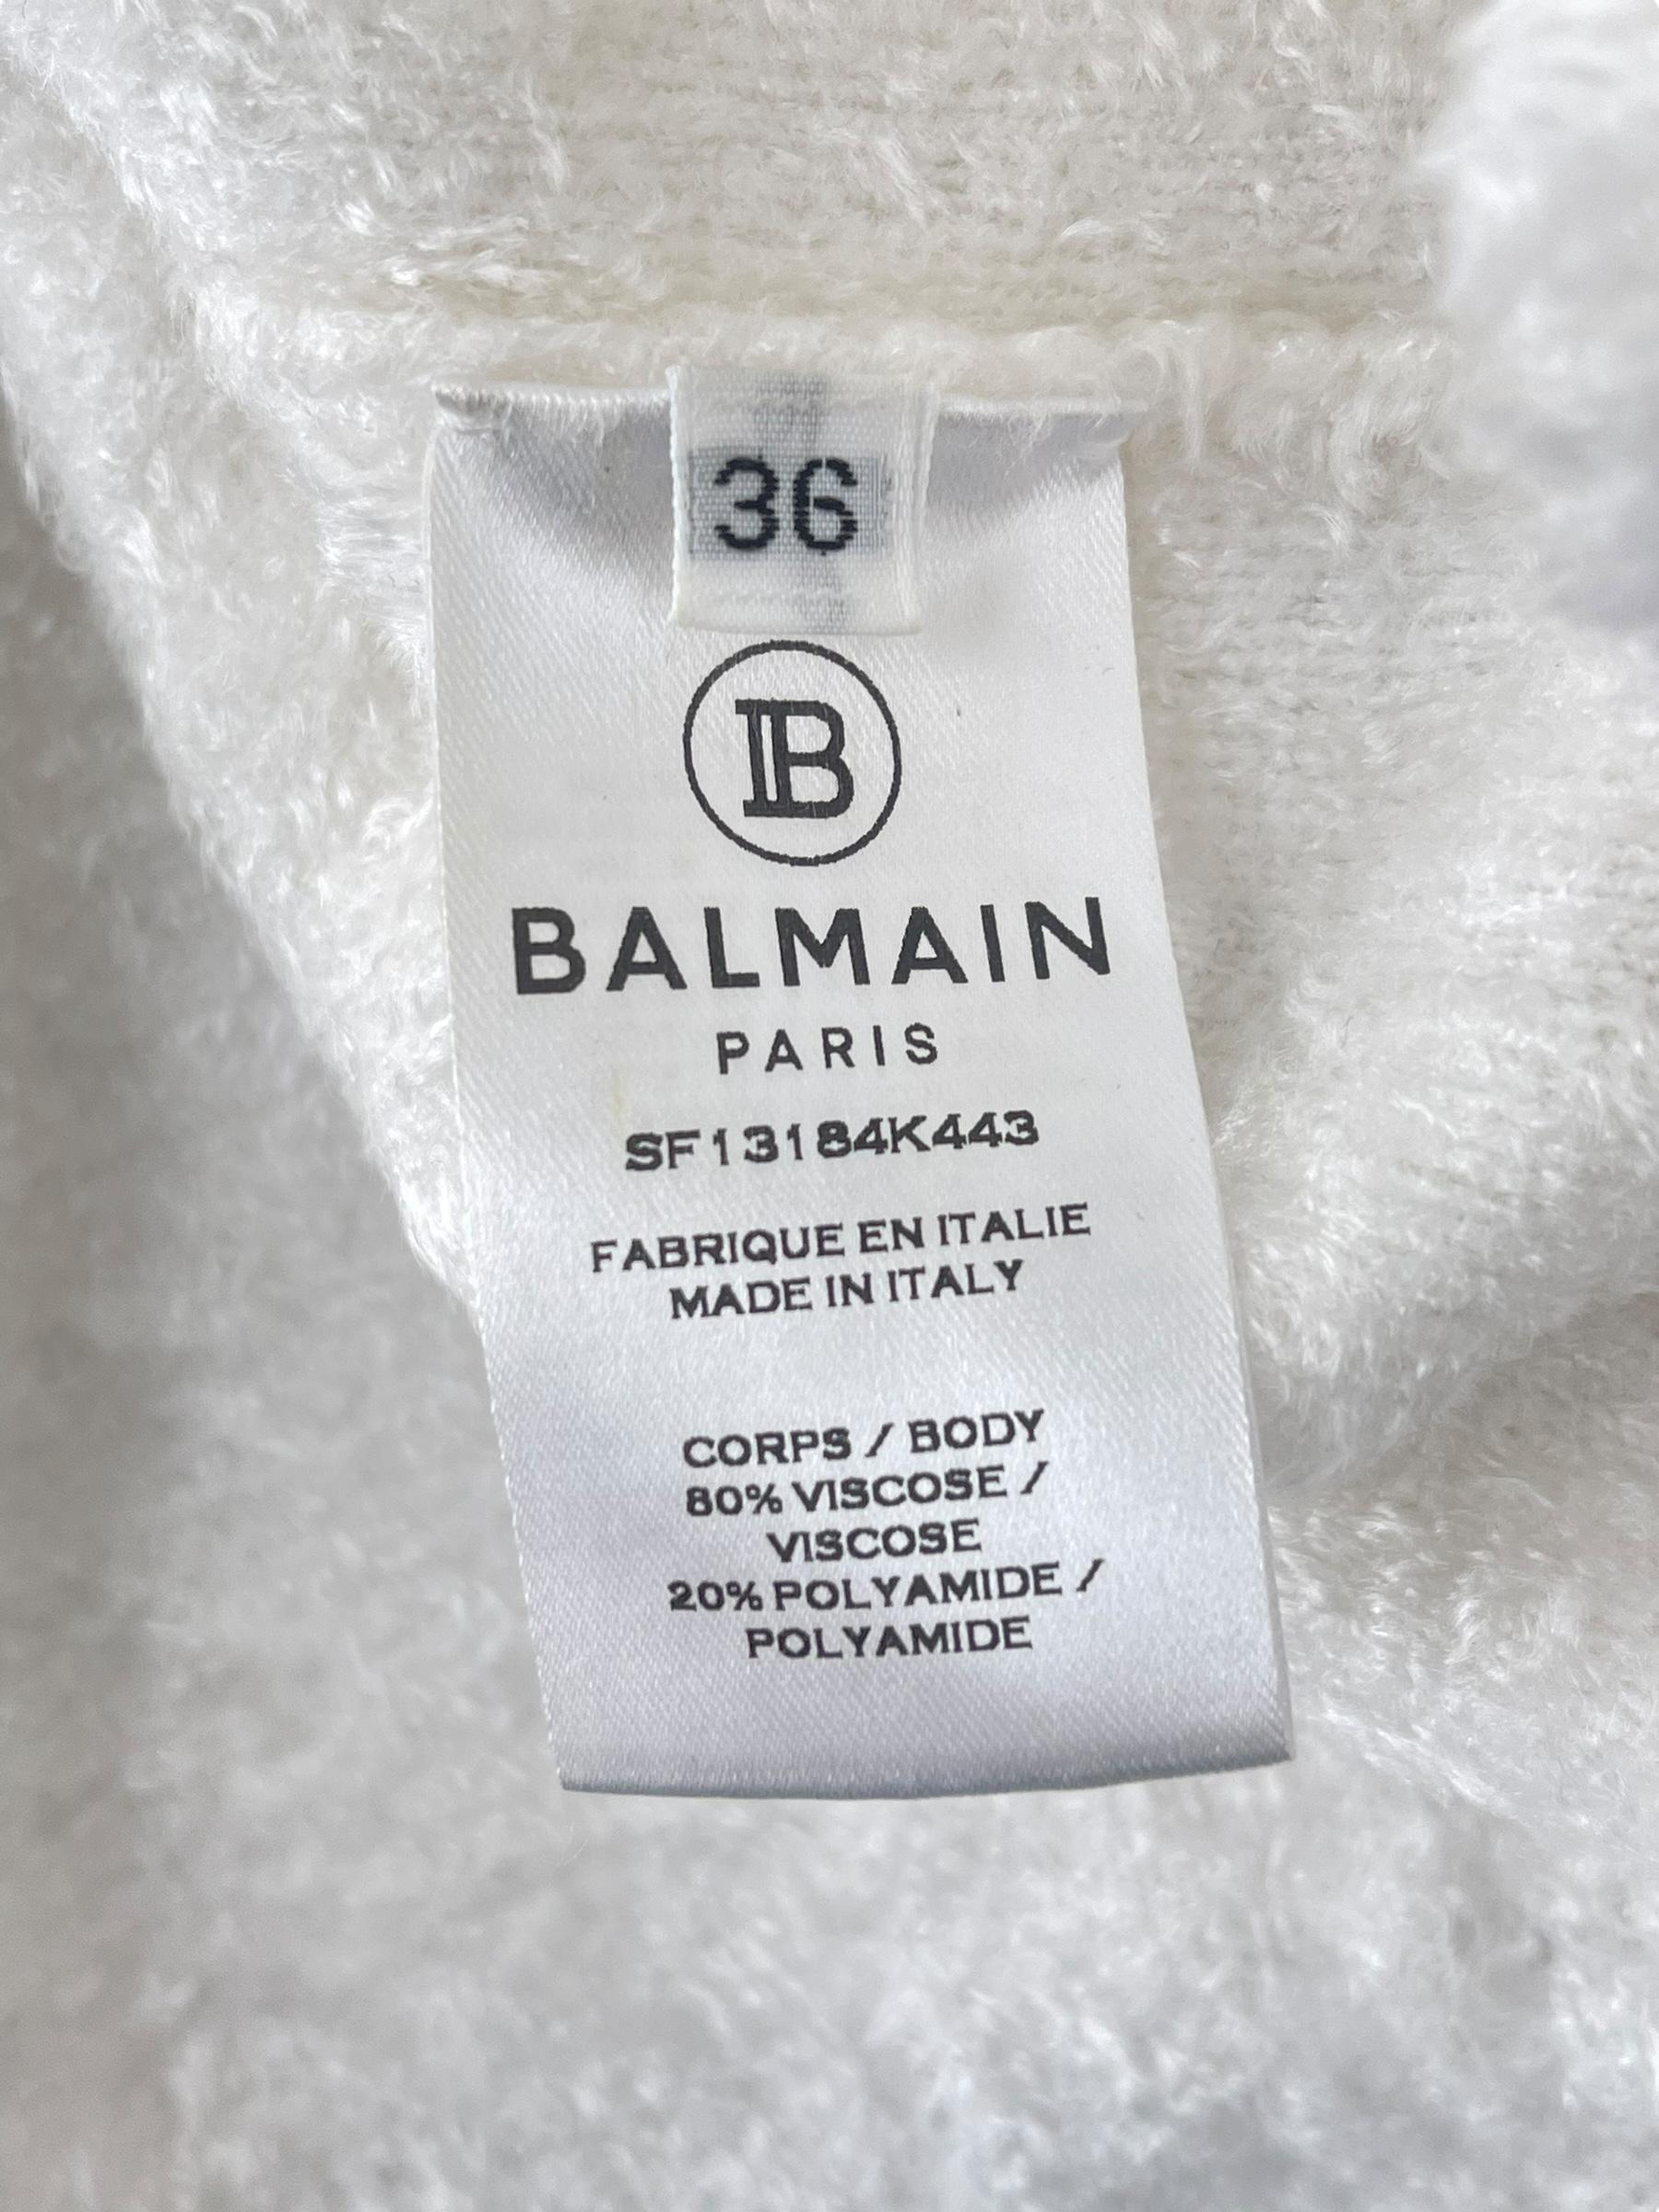 36
B
BALMAIN
PARIS
SF13184K443
FABRIQUE EN ITALIE
MADE IN ITALY
CORPS / BODY
80% VISCOSE /
VISCOSE
20% POLYAMIDE /
POLYAMIDE